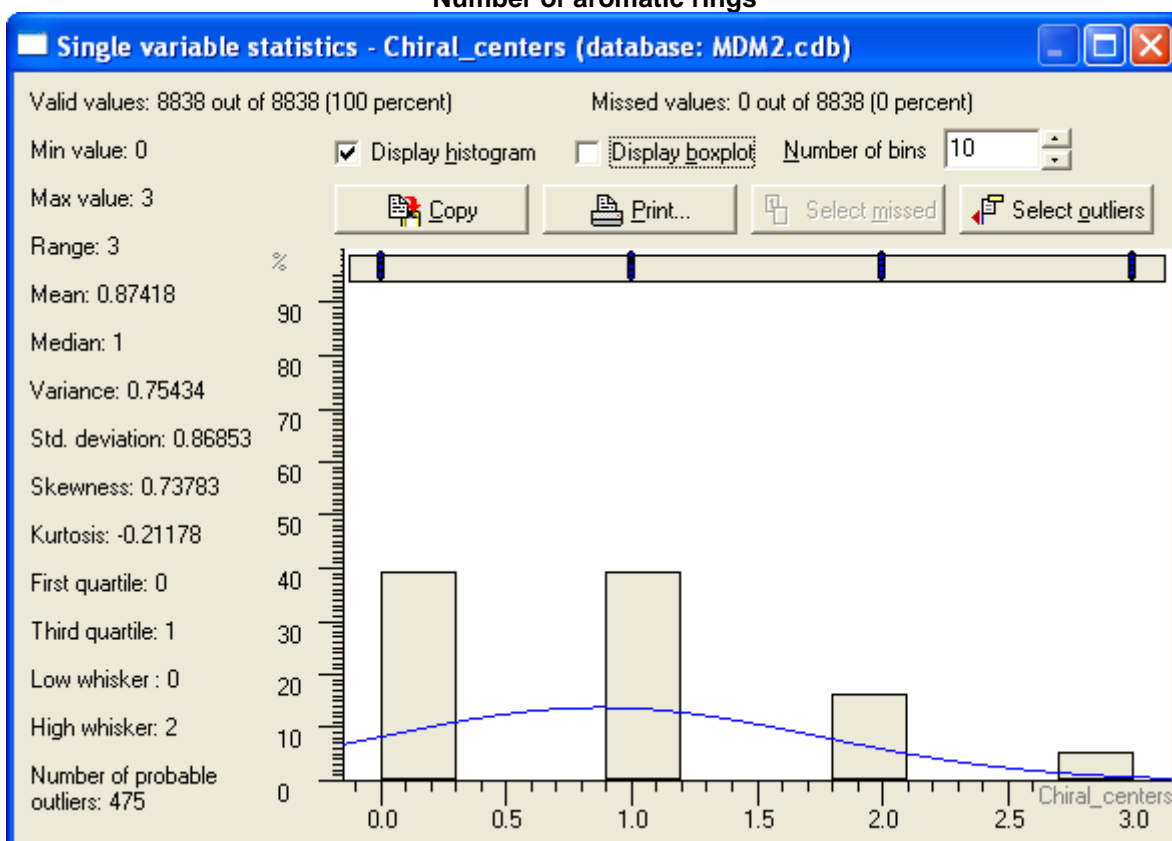 Number of aromatic rings
Single variable statistics - Chiral_centers (database: MDM2.cdb)
Valid values: 8838 out of 8838 (100 percent) Missed values: 0 out of 8838 (0 percent)
Min value: 0
Display histogram Display boxplot Number of bins 10
Max value: 3
Copy Print... Select missed Select outliers
Range: 3
Mean: 0.87418
Median: 1
Variance: 0.75434
Std. deviation: 0.86853
Skewness: 0.73783
Kurtosis: -0.21178
First quartile: 0
Third quartile: 1
Low whisker : 0
High whisker: 2
Number of probable
outliers: 475
%
90
80
70
60
50
40
30
20
10
0
Chiral_centers
0.0 0.5 1.0 1.5 2.0 2.5 3.0